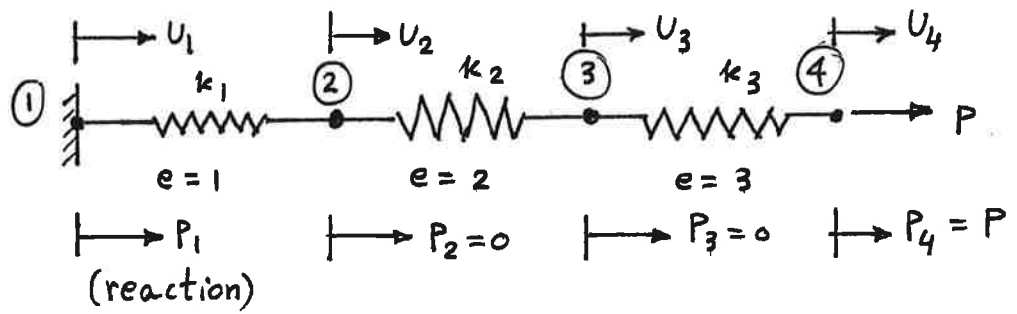 U₁ U₂ U₃ U₄
① k₁ ② k₂ ③ k₃ ④ P
e = 1 e = 2 e = 3
P₁ P₂ = 0 P₃ = 0 P₄ = P
(reaction)